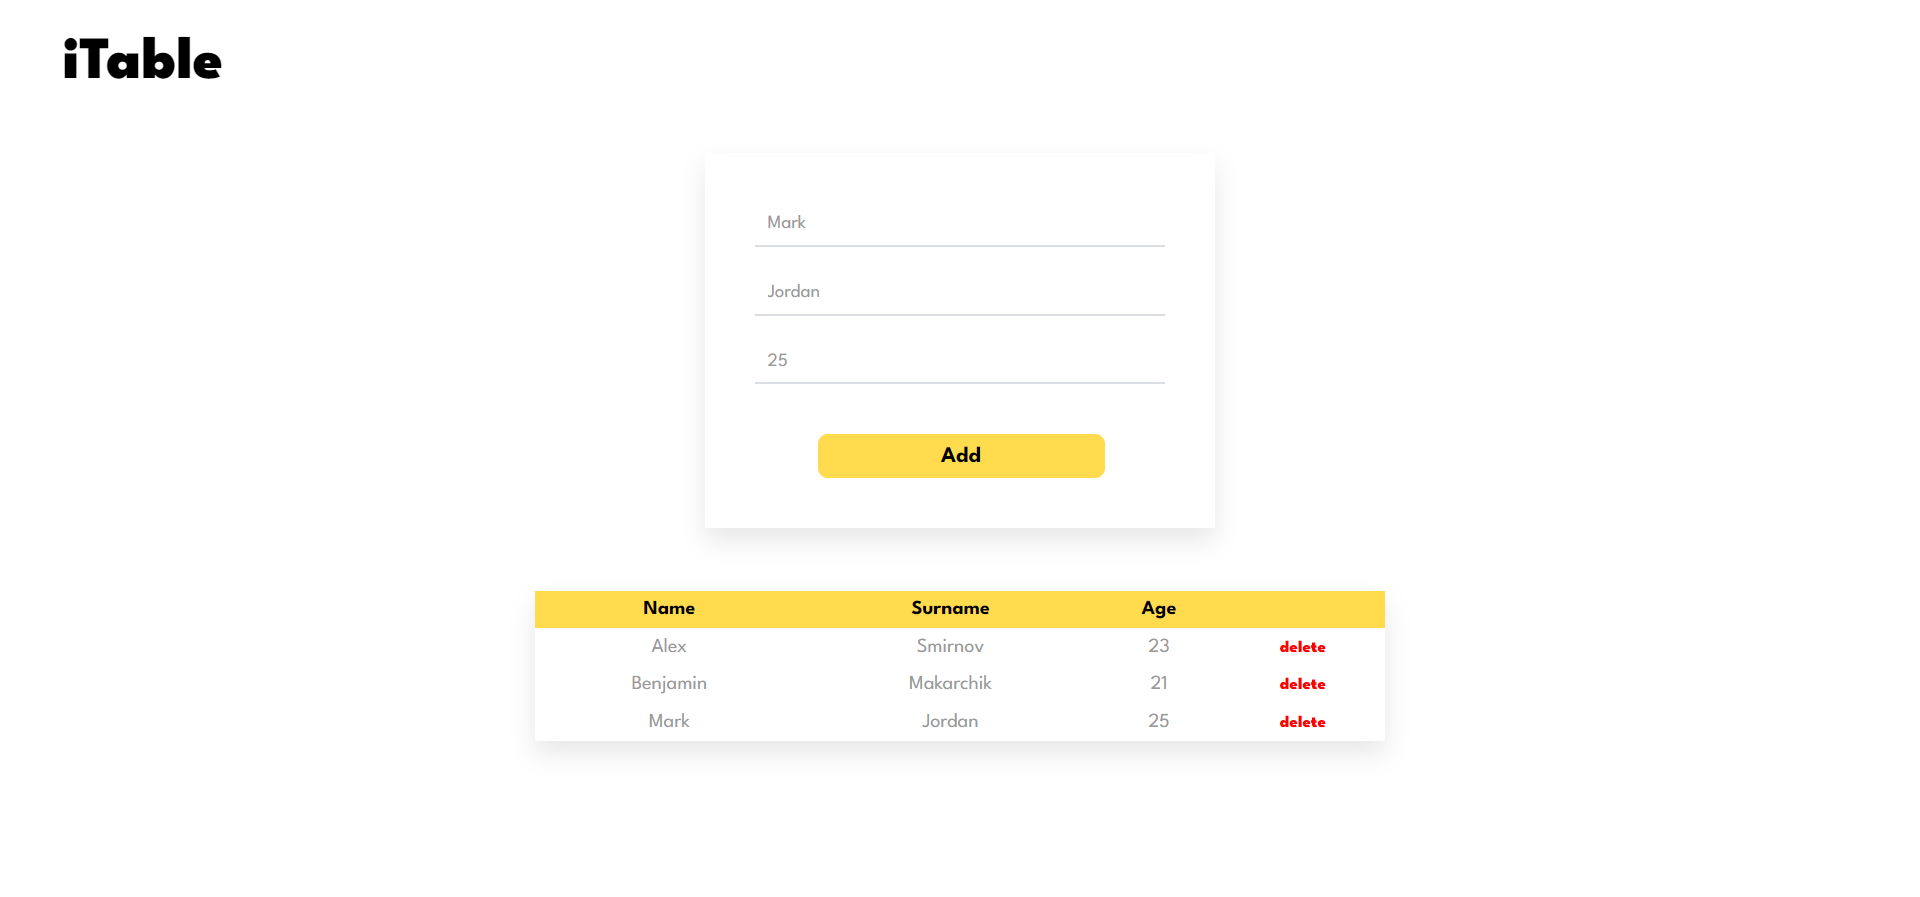 iTable
Mark
Jordan
25
Add
Name Surname Age
Alex Smirnov 23 delete
Benjamin Makarchik 21 delete
Mark Jordan 25 delete